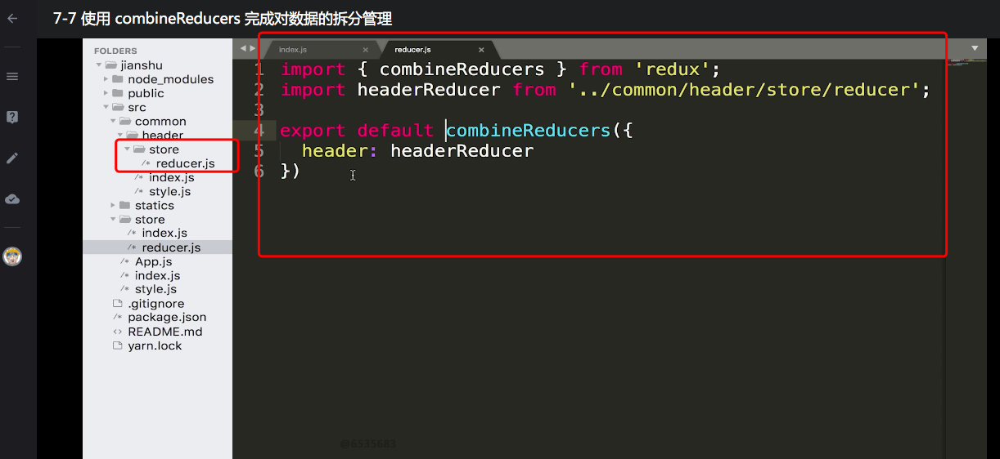 7-7 使用 combineReducers 完成对数据的拆分管理
FOLDERS
jianshu
node_modules
public
src
common
header
store
/* reducer.js
/* index.js
/* style.js
statics
store
/* index.js
/* reducer.js
/* App.js
/* index.js
/* style.js
.gitignore
/* package.json
<> README.md
yarn.lock
index.js ×
reducer.js ×
1 import { combineReducers } from 'redux';
2 import headerReducer from '../common/header/store/reducer';
3
4 export default combineReducers({
5 header: headerReducer
6 })
@6535683